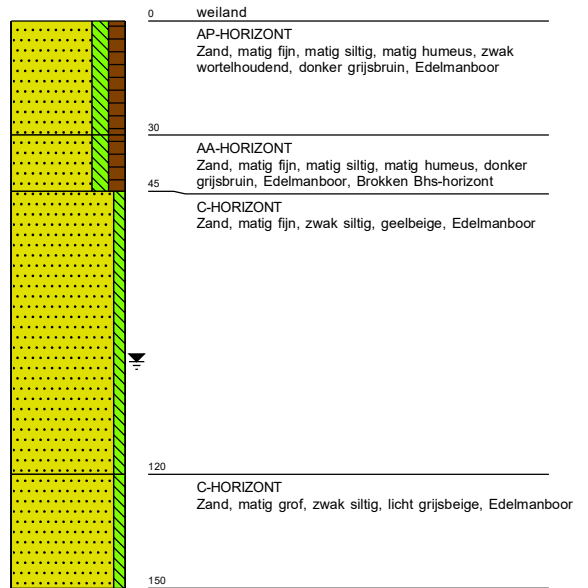 0 weiland
AP-HORIZONT
Zand, matig fijn, matig siltig, matig humeus, zwak
wortelhoudend, donker grijsbruin, Edelmanboor
30
AA-HORIZONT
Zand, matig fijn, matig siltig, matig humeus, donker
grijsbruin, Edelmanboor, Brokken Bhs-horizont
45
C-HORIZONT
Zand, matig fijn, zwak siltig, geelbeige, Edelmanboor
120
C-HORIZONT
Zand, matig grof, zwak siltig, licht grijsbeige, Edelmanboor
150